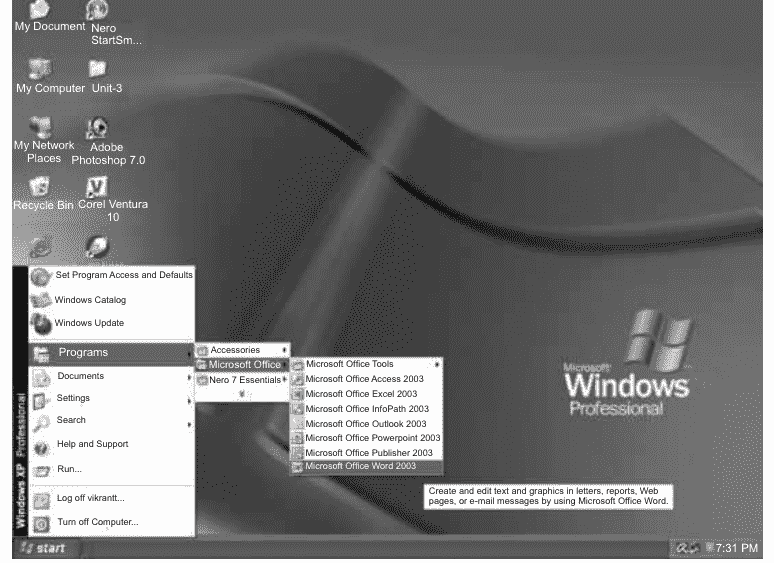 My Document
Nero
StartSm...
My Computer
Unit-3
My Network
Places
Adobe
Photoshop 7.0
Recycle Bin
Corel Ventura
10
Set Program Access and Defaults
Windows Catalog
Windows Update
Programs
Documents
Settings
Search
Help and Support
Run...
Log off vikrantt...
Turn off Computer...
Windows XP Professional
Accessories
Microsoft Office
Nero 7 Essentials
Microsoft Office Tools
Microsoft Office Access 2003
Microsoft Office Excel 2003
Microsoft Office InfoPath 2003
Microsoft Office Outlook 2003
Microsoft Office Powerpoint 2003
Microsoft Office Publisher 2003
Microsoft Office Word 2003
Create and edit text and graphics in letters, reports, Web
pages, or e-mail messages by using Microsoft Office Word.
Microsoft
Windows
Professional
start
7:31 PM